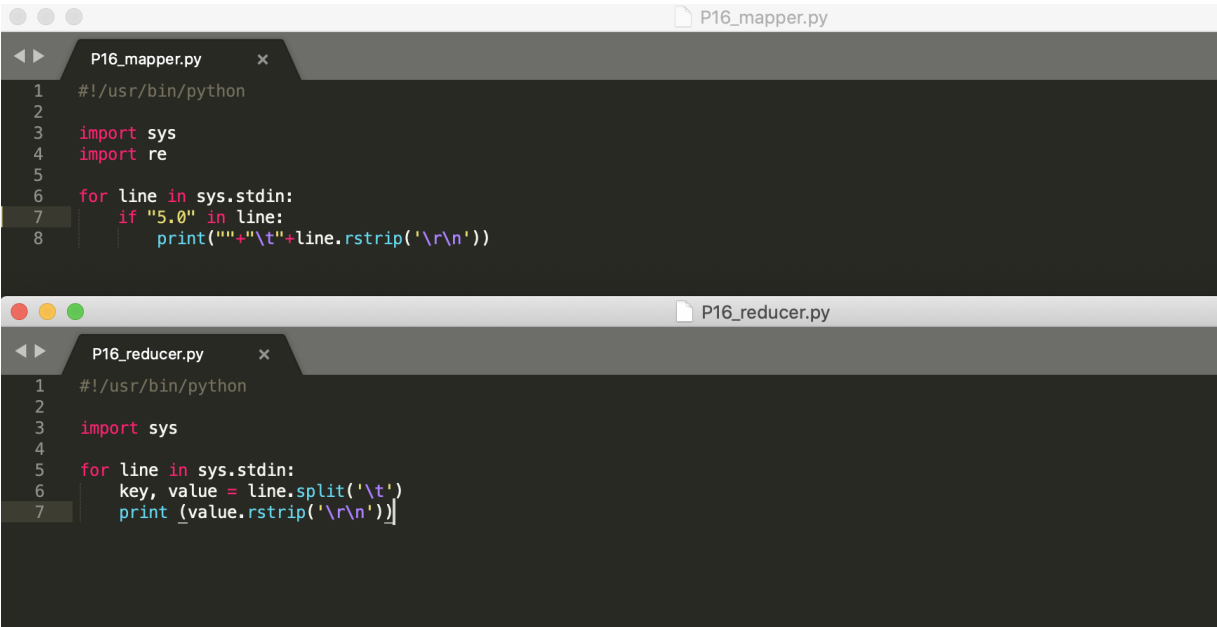 P16_mapper.py
P16_mapper.py ×
1 #!/usr/bin/python
2
3 import sys
4 import re
5
6 for line in sys.stdin:
7     if "5.0" in line:
8         print(""+"\t"+line.rstrip('\r\n'))
P16_reducer.py
P16_reducer.py ×
1 #!/usr/bin/python
2
3 import sys
4
5 for line in sys.stdin:
6     key, value = line.split('\t')
7     print (value.rstrip('\r\n'))